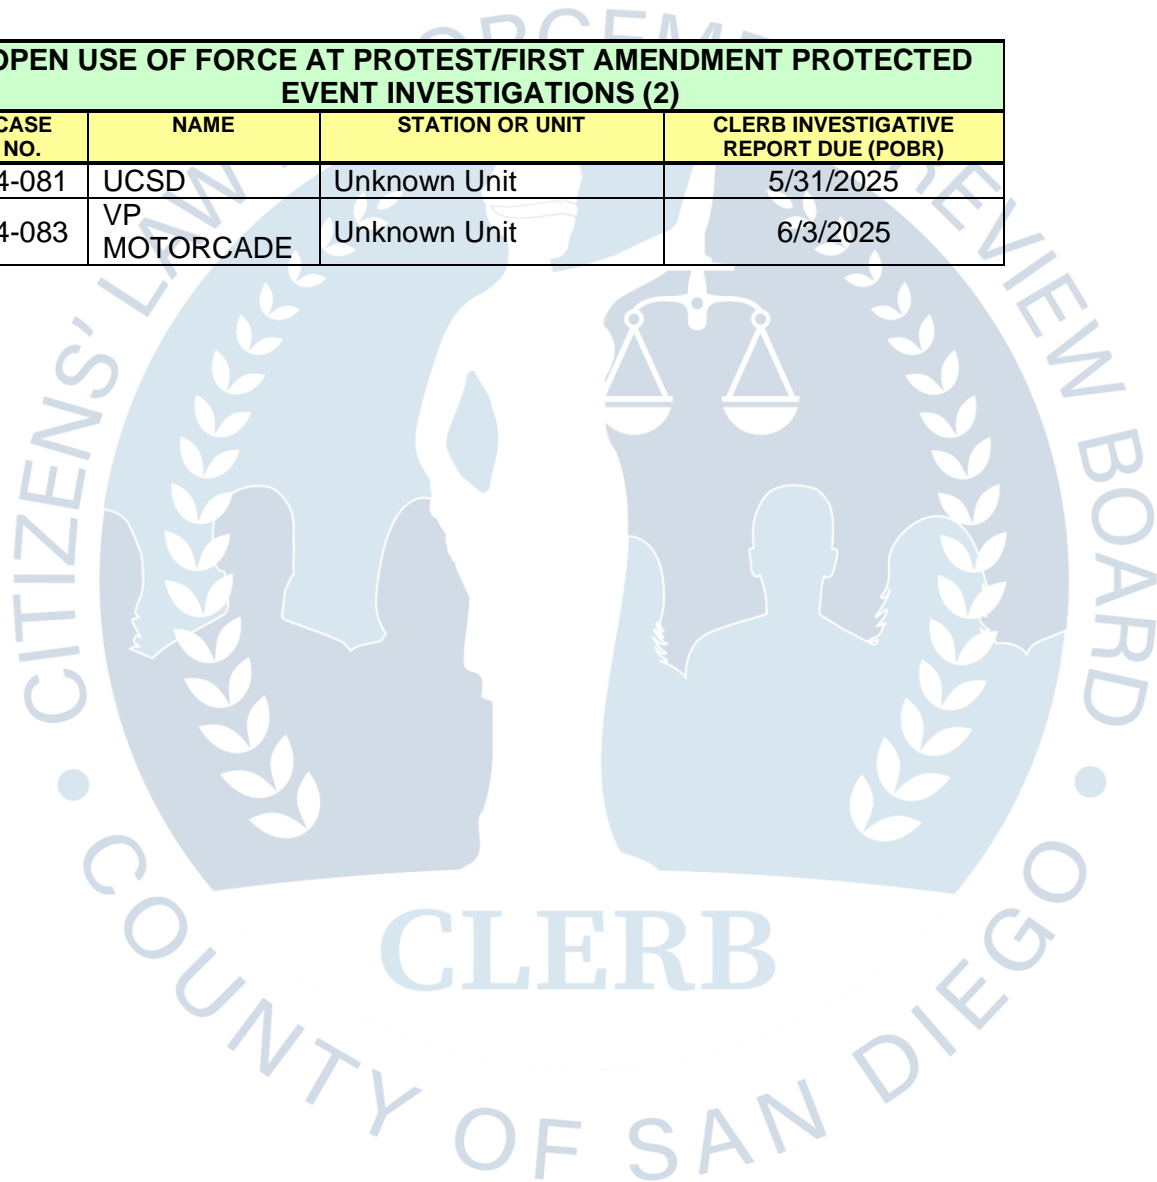 OPEN USE OF FORCE AT PROTEST/FIRST AMENDMENT PROTECTED
EVENT INVESTIGATIONS (2)
CASE NO. NAME STATION OR UNIT CLERB INVESTIGATIVE REPORT DUE (POBR)
4-081 UCSD Unknown Unit 5/31/2025
4-083 VP MOTORCADE Unknown Unit 6/3/2025
CITIZENS' LAW ENFORCEMENT REVIEW BOARD
CLERB
COUNTY OF SAN DIEGO